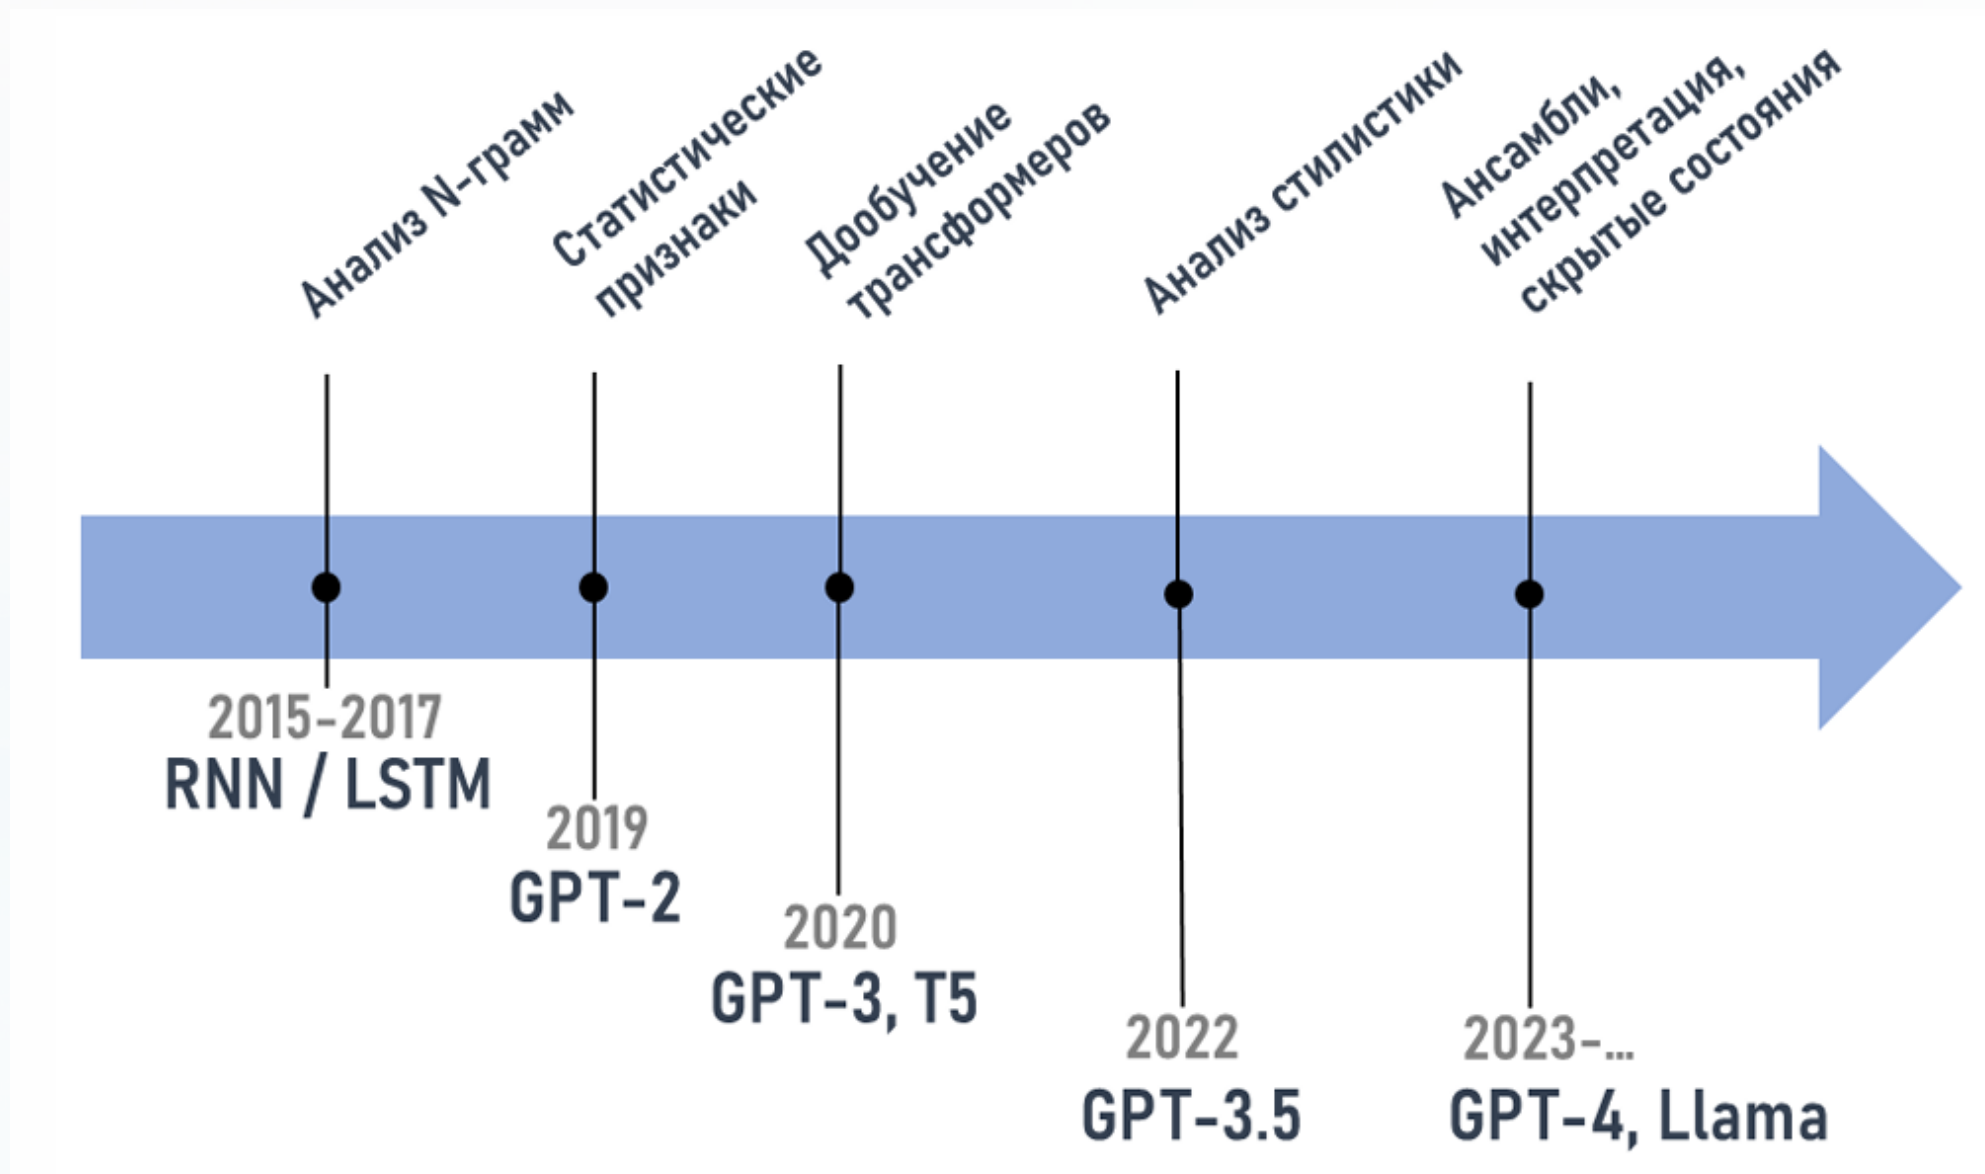 Анализ N-грамм
Статистические
признаки
Дообучение
трансформеров
Анализ стилистики
Ансамбли,
интерпретация,
скрытые состояния
2015-2017
RNN / LSTM
2019
GPT-2
2020
GPT-3, T5
2022
GPT-3.5
2023-...
GPT-4, Llama